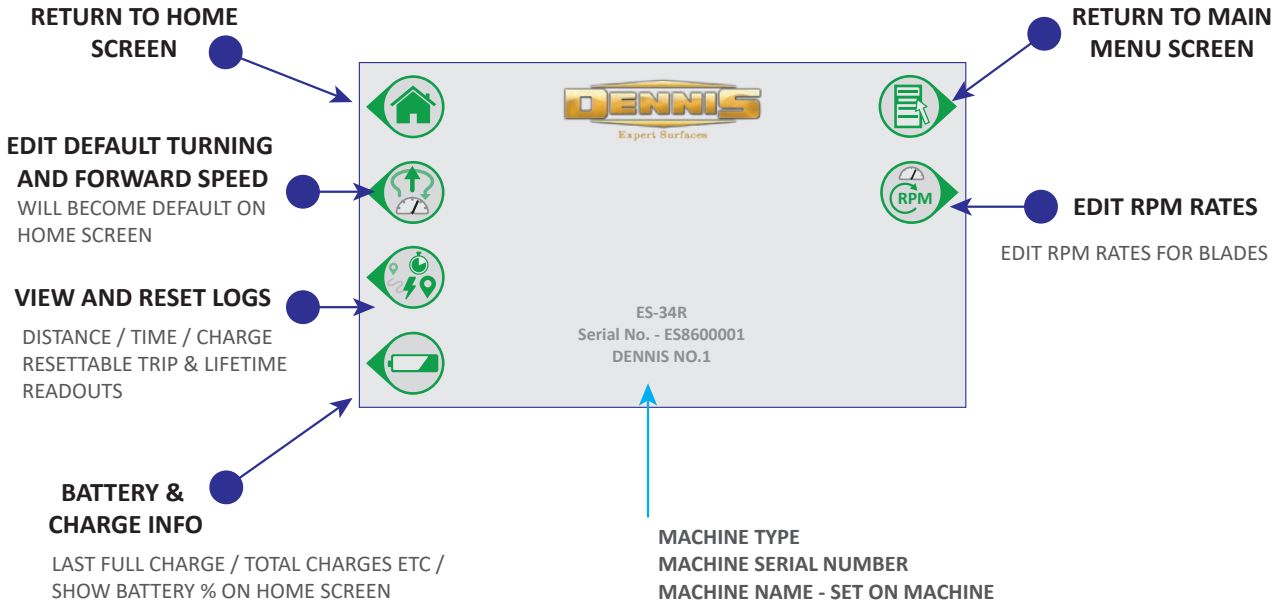 RETURN TO HOME
SCREEN
RETURN TO MAIN
MENU SCREEN
DENNIS
Expert Surfaces
EDIT DEFAULT TURNING
AND FORWARD SPEED
WILL BECOME DEFAULT ON
HOME SCREEN
RPM
EDIT RPM RATES
EDIT RPM RATES FOR BLADES
VIEW AND RESET LOGS
DISTANCE / TIME / CHARGE
RESETTABLE TRIP & LIFETIME
READOUTS
ES-34R
Serial No. - ES8600001
DENNIS NO.1
BATTERY &
CHARGE INFO
LAST FULL CHARGE / TOTAL CHARGES ETC /
SHOW BATTERY % ON HOME SCREEN
MACHINE TYPE
MACHINE SERIAL NUMBER
MACHINE NAME - SET ON MACHINE